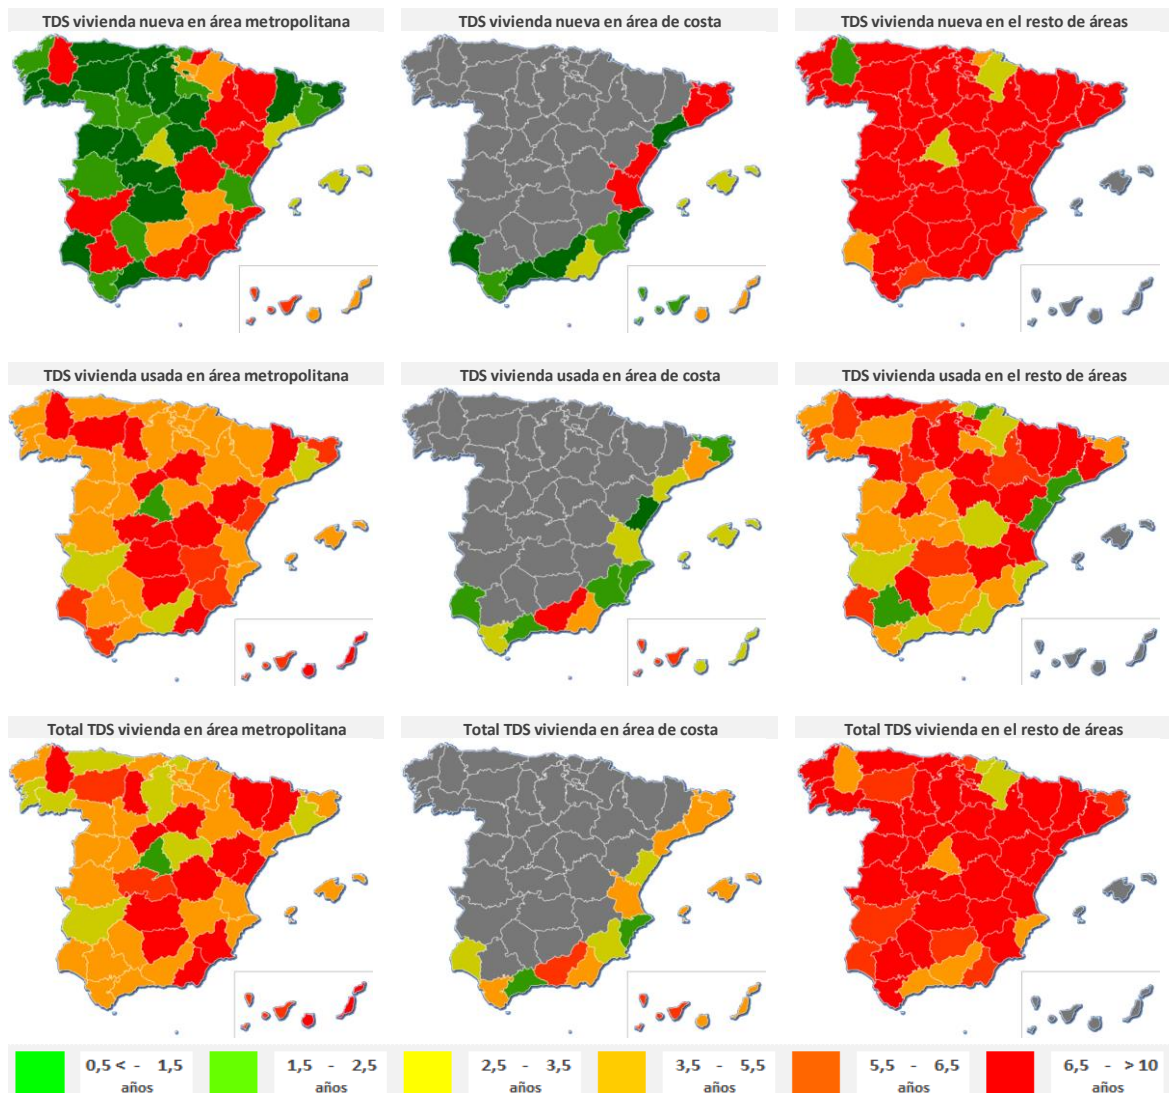 TDS vivienda nueva en área metropolitana
TDS vivienda nueva en área de costa
TDS vivienda nueva en el resto de áreas
TDS vivienda usada en área metropolitana
TDS vivienda usada en área de costa
TDS vivienda usada en el resto de áreas
Total TDS vivienda en área metropolitana
Total TDS vivienda en área de costa
Total TDS vivienda en el resto de áreas
0,5 < - 1,5
años
1,5 - 2,5
años
2,5 - 3,5
años
3,5 - 5,5
años
5,5 - 6,5
años
6,5 - > 10
años